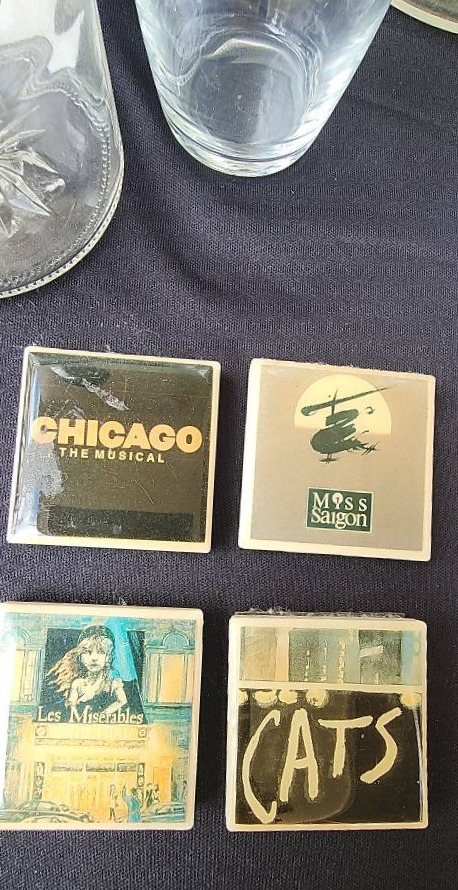 CHICAGO
THE MUSICAL
Miss
Saigon
Les Misérables
CATS